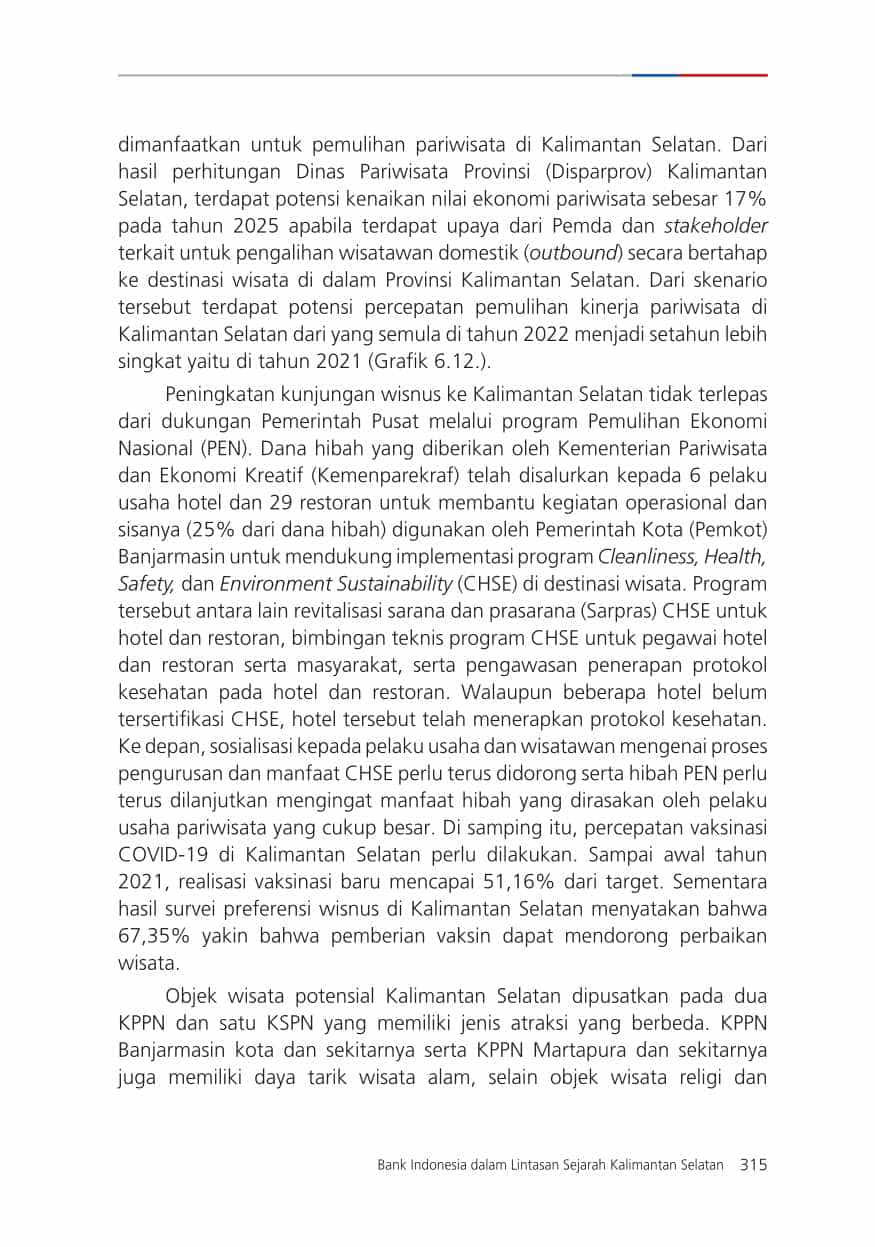 dimanfaatkan untuk pemulihan pariwisata di Kalimantan Selatan. Dari
hasil perhitungan Dinas Pariwisata Provinsi (Disparprov) Kalimantan
Selatan, terdapat potensi kenaikan nilai ekonomi pariwisata sebesar 17%
pada tahun 2025 apabila terdapat upaya dari Pemda dan stakeholder
terkait untuk pengalihan wisatawan domestik (outbound) secara bertahap
ke destinasi wisata di dalam Provinsi Kalimantan Selatan. Dari skenario
tersebut terdapat potensi percepatan pemulihan kinerja pariwisata di
Kalimantan Selatan dari yang semula di tahun 2022 menjadi setahun lebih
singkat yaitu di tahun 2021 (Grafik 6.12.).
Peningkatan kunjungan wisnus ke Kalimantan Selatan tidak terlepas
dari dukungan Pemerintah Pusat melalui program Pemulihan Ekonomi
Nasional (PEN). Dana hibah yang diberikan oleh Kementerian Pariwisata
dan Ekonomi Kreatif (Kemenparekraf) telah disalurkan kepada 6 pelaku
usaha hotel dan 29 restoran untuk membantu kegiatan operasional dan
sisanya (25% dari dana hibah) digunakan oleh Pemerintah Kota (Pemkot)
Banjarmasin untuk mendukung implementasi program Cleanliness, Health,
Safety, dan Environment Sustainability (CHSE) di destinasi wisata. Program
tersebut antara lain revitalisasi sarana dan prasarana (Sarpras) CHSE untuk
hotel dan restoran, bimbingan teknis program CHSE untuk pegawai hotel
dan restoran serta masyarakat, serta pengawasan penerapan protokol
kesehatan pada hotel dan restoran. Walaupun beberapa hotel belum
tersertifikasi CHSE, hotel tersebut telah menerapkan protokol kesehatan.
Ke depan, sosialisasi kepada pelaku usaha dan wisatawan mengenai proses
pengurusan dan manfaat CHSE perlu terus didorong serta hibah PEN perlu
terus dilanjutkan mengingat manfaat hibah yang dirasakan oleh pelaku
usaha pariwisata yang cukup besar. Di samping itu, percepatan vaksinasi
COVID-19 di Kalimantan Selatan perlu dilakukan. Sampai awal tahun
2021, realisasi vaksinasi baru mencapai 51,16% dari target. Sementara
hasil survei preferensi wisnus di Kalimantan Selatan menyatakan bahwa
67,35% yakin bahwa pemberian vaksin dapat mendorong perbaikan
wisata.
Objek wisata potensial Kalimantan Selatan dipusatkan pada dua
KPPN dan satu KSPN yang memiliki jenis atraksi yang berbeda. KPPN
Banjarmasin kota dan sekitarnya serta KPPN Martapura dan sekitarnya
juga memiliki daya tarik wisata alam, selain objek wisata religi dan
Bank Indonesia dalam Lintasan Sejarah Kalimantan Selatan 315